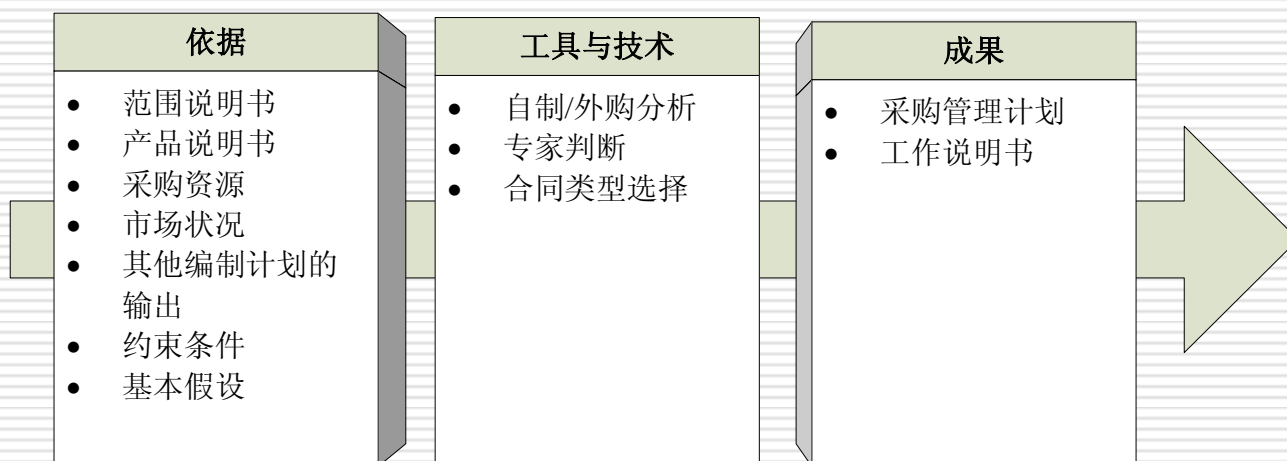 依据
● 范围说明书
● 产品说明书
● 采购资源
● 市场状况
● 其他编制计划的
输出
● 约束条件
● 基本假设
工具与技术
● 自制/外购分析
● 专家判断
● 合同类型选择
成果
● 采购管理计划
● 工作说明书